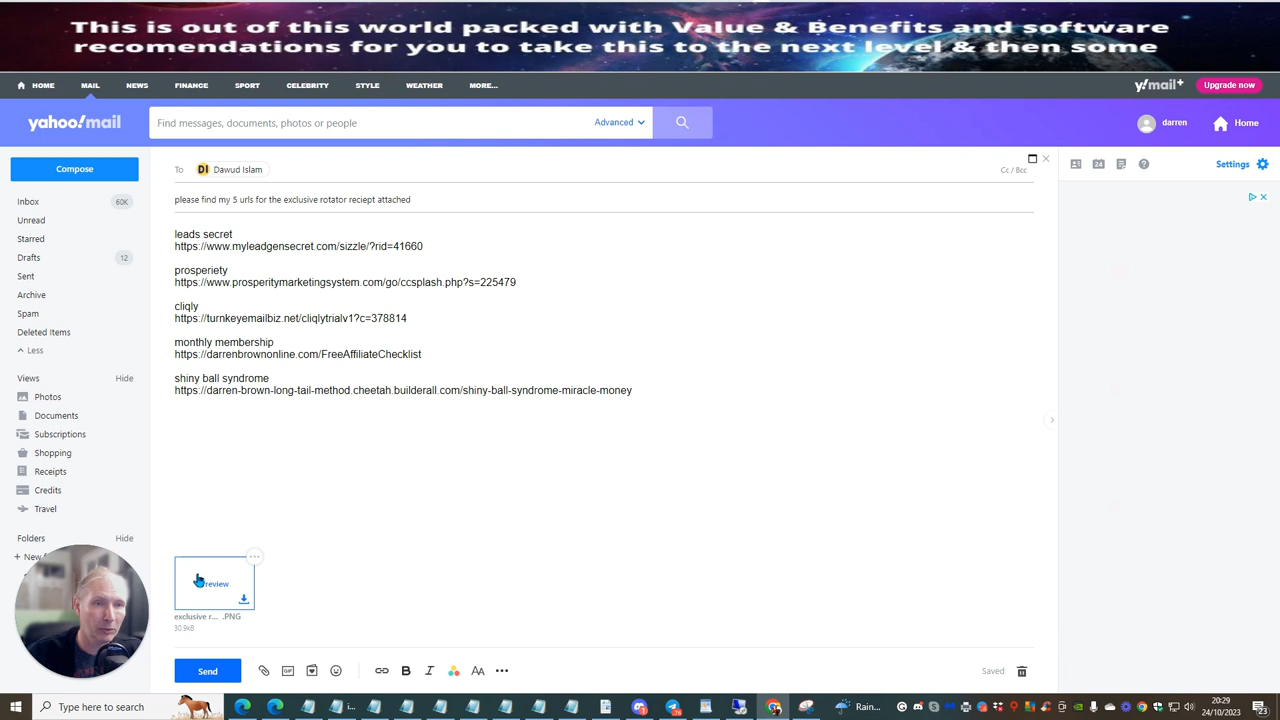 This is out of this world packed with Value & Benefits and software
recomendations for you to take this to the next level & then some
HOME MAIL NEWS FINANCE SPORT CELEBRITY STYLE WEATHER MORE...
y!mail+ Upgrade now
yahoo!mail
Find messages, documents, photos or people
Advanced
darren
Home
Compose
Inbox 60K
Unread
Starred
Drafts 12
Sent
Archive
Spam
Deleted Items
Less
Views Hide
Photos
Documents
Subscriptions
Shopping
Receipts
Credits
Travel
Folders Hide
+ New
To DI Dawud Islam
Cc / Bcc
please find my 5 urls for the exclusive rotator reciept attached
leads secret
https://www.myleadgensecret.com/sizzle/?rid=41660
prosperiety
https://www.prosperitymarketingsystem.com/go/ccsplash.php?s=225479
cliqly
https://turnkeyemailbiz.net/cliqlytrialv1?c=378814
monthly membership
https://darrenbrownonline.com/FreeAffiliateChecklist
shiny ball syndrome
https://darren-brown-long-tail-method.cheetah.builderall.com/shiny-ball-syndrome-miracle-money
review
exclusive r... .PNG
30.9kB
Send
GIF
Saved
24
Settings
Type here to search
Rain...
20:29
24/10/2023